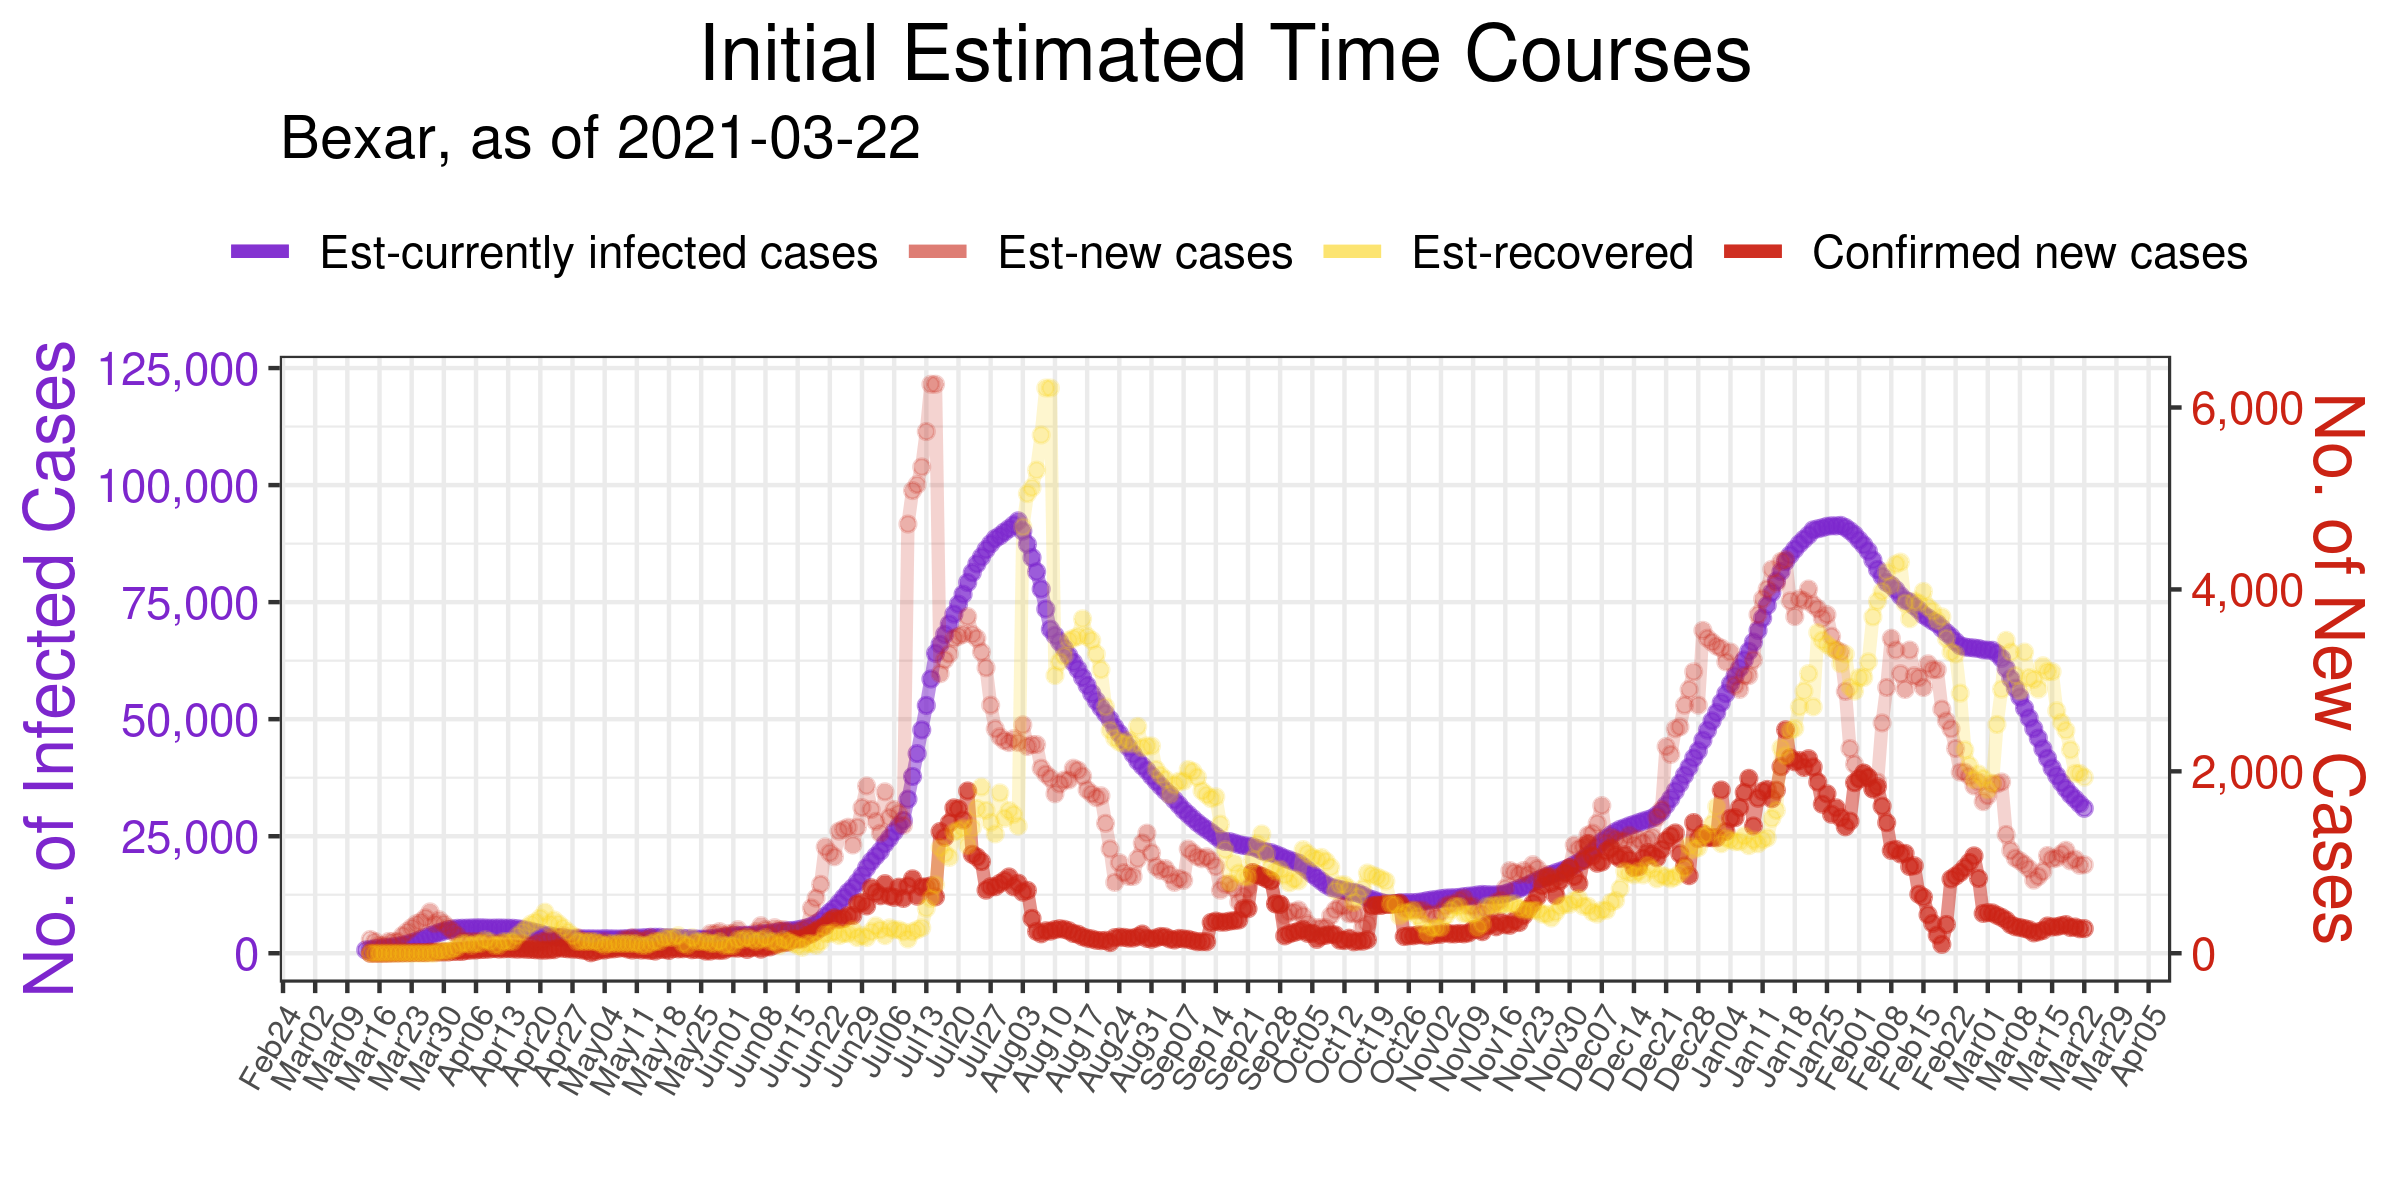 Initial Estimated Time Courses
Bexar, as of 2021-03-22
Est-currently infected cases Est-new cases Est-recovered Confirmed new cases
No. of Infected Cases
125,000
100,000
75,000
50,000
25,000
0
6,000
4,000
2,000
0
No. of New Cases
Feb24 Mar02 Mar09 Mar16 Mar23 Mar30 Apr06 Apr13 Apr20 Apr27 May04 May11 May18 May25 Jun01 Jun08 Jun15 Jun22 Jun29 Jul06 Jul13 Jul20 Jul27 Aug03 Aug10 Aug17 Aug24 Aug31 Sep07 Sep14 Sep21 Sep28 Oct05 Oct12 Oct19 Oct26 Nov02 Nov09 Nov16 Nov23 Nov30 Dec07 Dec14 Dec21 Dec28 Jan04 Jan11 Jan18 Jan25 Feb01 Feb08 Feb15 Feb22 Mar01 Mar08 Mar15 Mar22 Mar29 Apr05